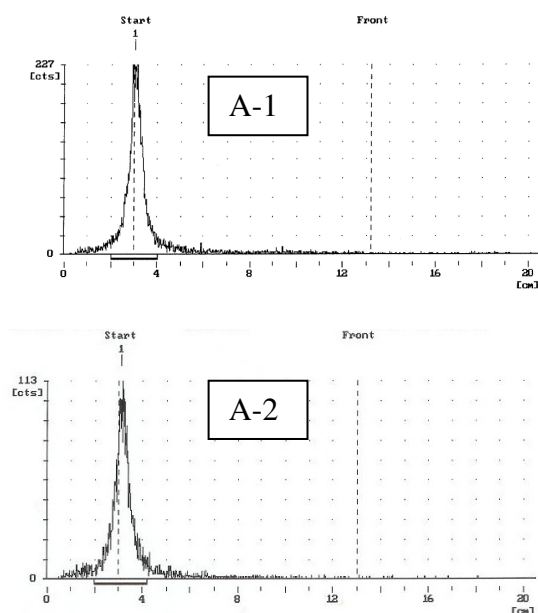 Start Front
1
227
[cts]
A-1
0
0 4 8 12 16 20
[cm]
Start Front
1
113
[cts]
A-2
0
0 4 8 12 16 20
[cm]